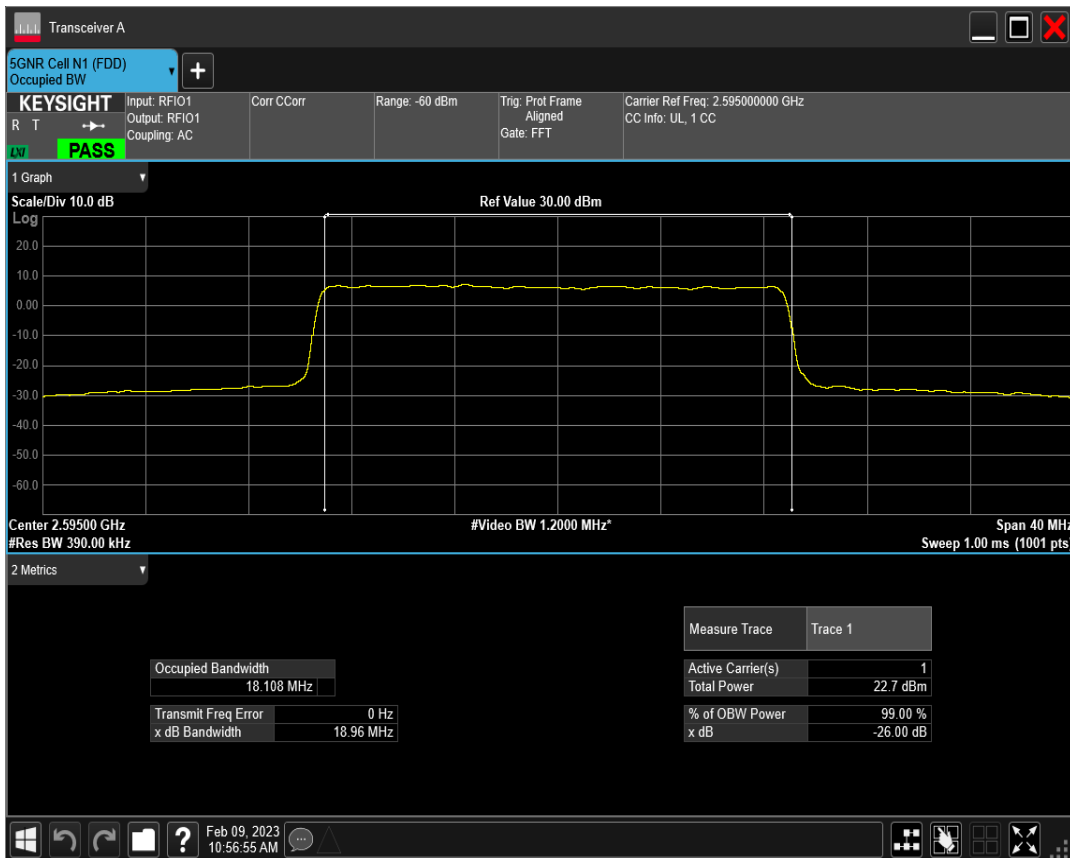 Transceiver A
5GNR Cell N1 (FDD)
Occupied BW
+
KEYSIGHT
R T
LXI
PASS
Input: RFIO1
Output: RFIO1
Coupling: AC
Corr CCorr
Range: -60 dBm
Trig: Prot Frame
Aligned
Gate: FFT
Carrier Ref Freq: 2.595000000 GHz
CC Info: UL, 1 CC
1 Graph
Scale/Div 10.0 dB
Ref Value 30.00 dBm
Log
20.0
10.0
0.00
-10.0
-20.0
-30.0
-40.0
-50.0
-60.0
Center 2.59500 GHz
#Video BW 1.2000 MHz*
Span 40 MHz
#Res BW 390.00 kHz
Sweep 1.00 ms (1001 pts)
2 Metrics
Measure Trace
Trace 1
Occupied Bandwidth
18.108 MHz
Active Carrier(s) 1
Total Power 22.7 dBm
Transmit Freq Error 0 Hz
x dB Bandwidth 18.96 MHz
% of OBW Power 99.00 %
x dB -26.00 dB
?
Feb 09, 2023
10:56:55 AM